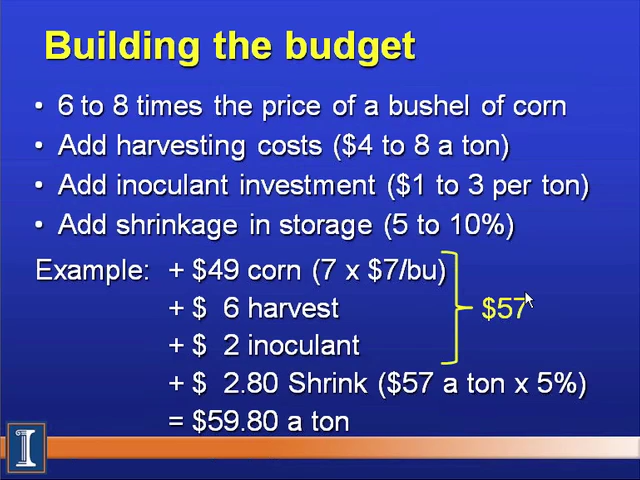 Building the budget
• 6 to 8 times the price of a bushel of corn
• Add harvesting costs ($4 to 8 a ton)
• Add inoculant investment ($1 to 3 per ton)
• Add shrinkage in storage (5 to 10%)
Example: + $49 corn (7 x $7/bu)
+ $ 6 harvest
$57
+ $ 2 inoculant
+ $ 2.80 Shrink ($57 a ton x 5%)
= $59.80 a ton
I